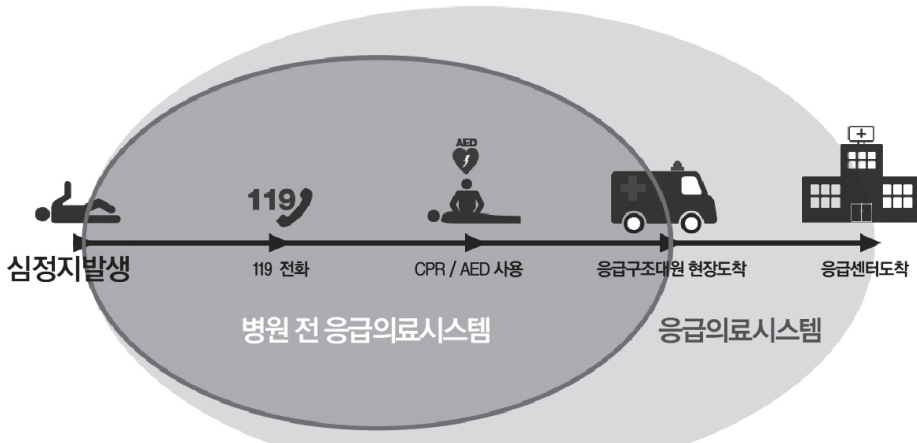 AED
119
심정지발생
119 전화
CPR / AED 사용
응급구조대원 현장도착
응급센터도착
병원 전 응급의료시스템
응급의료시스템